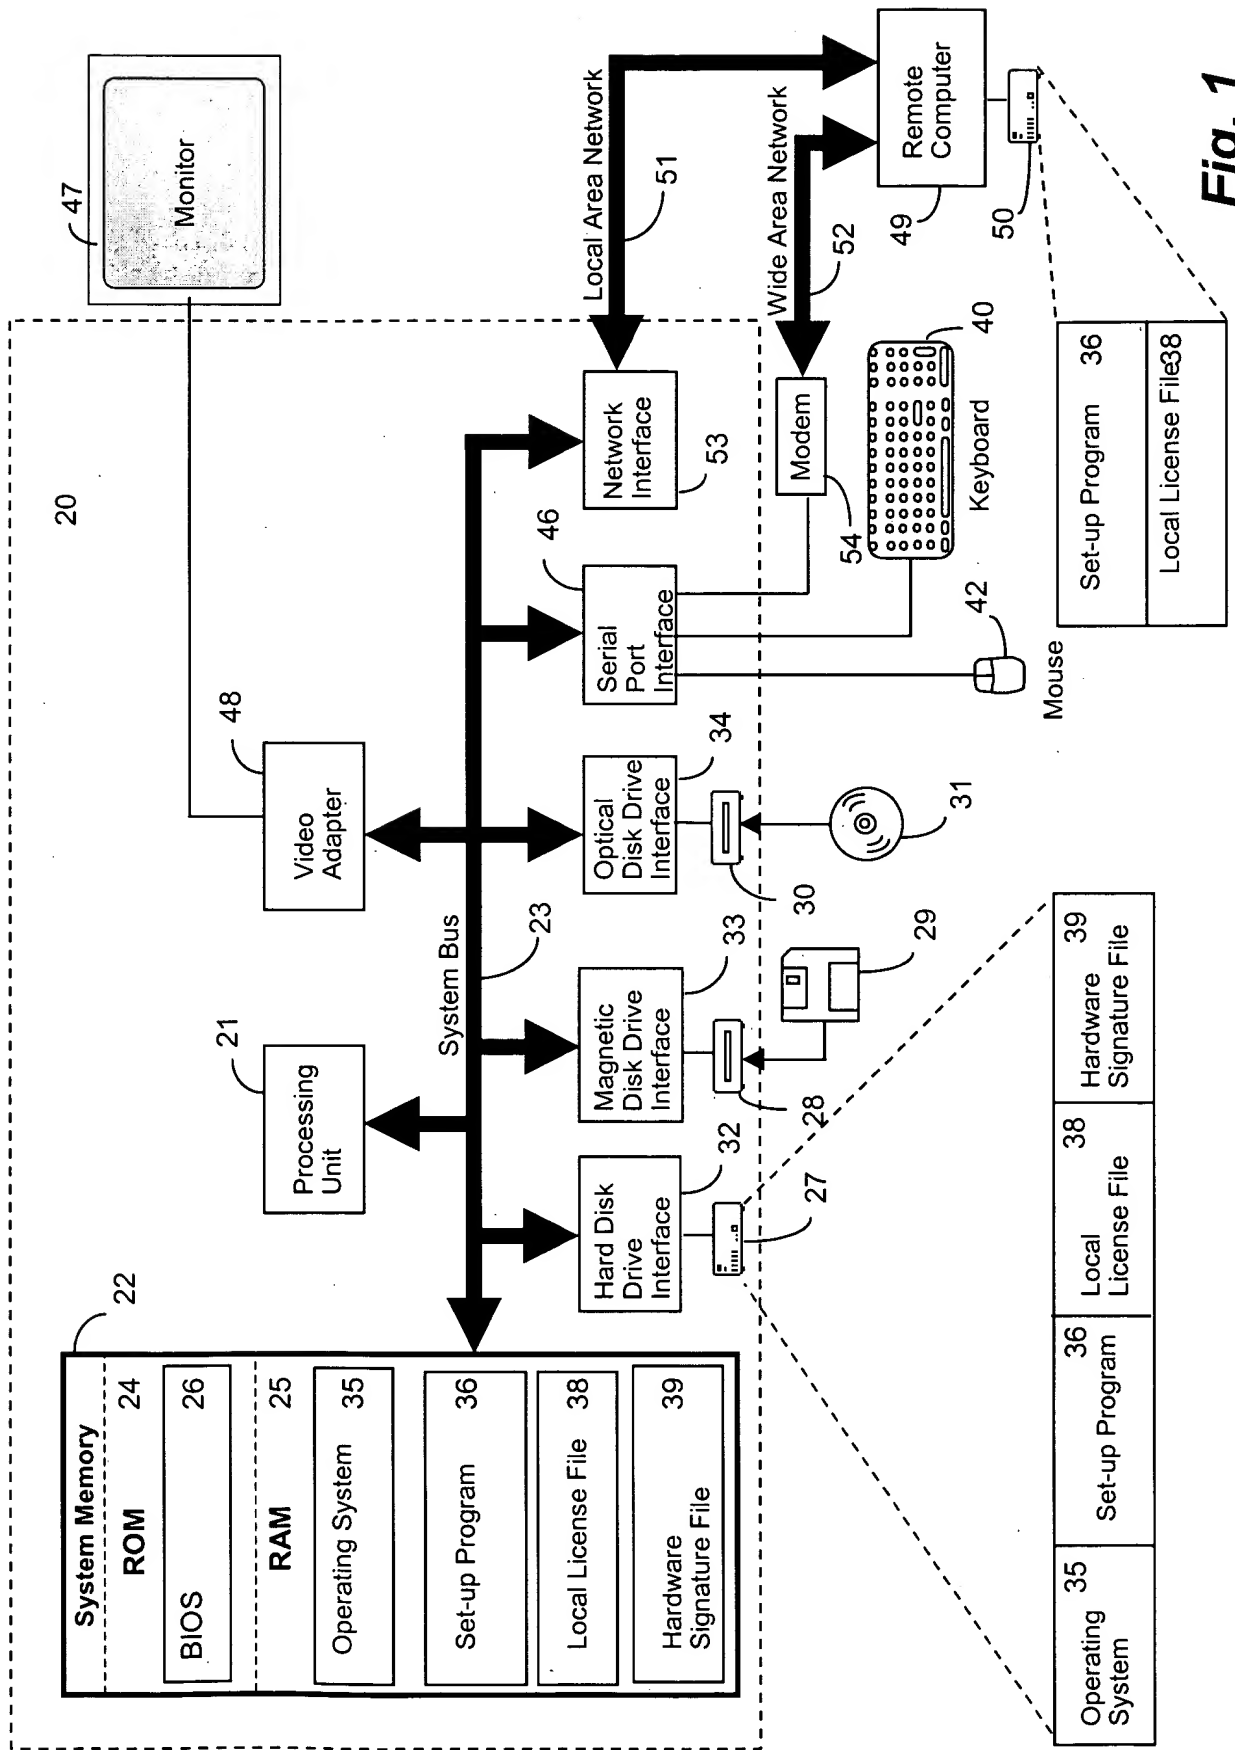 System Memory
22
ROM
24
BIOS
26
RAM
25
Operating System
35
Set-up Program
36
Local License File
38
Hardware
Signature File
39
20
Processing
Unit
21
Video
Adapter
48
Monitor
47
System Bus
23
Hard Disk
Drive
Interface
32
Magnetic
Disk Drive
Interface
33
Optical
Disk Drive
Interface
34
Serial
Port
Interface
46
Network
Interface
53
Local Area Network
51
27
28
29
30
31
Modem
54
Wide Area Network
52
Mouse
42
Keyboard
40
Remote
Computer
49
50
Operating
System
35
Set-up Program
36
Local
License File
38
Hardware
Signature File
39
Set-up Program
36
Local License File38
Fig. 1